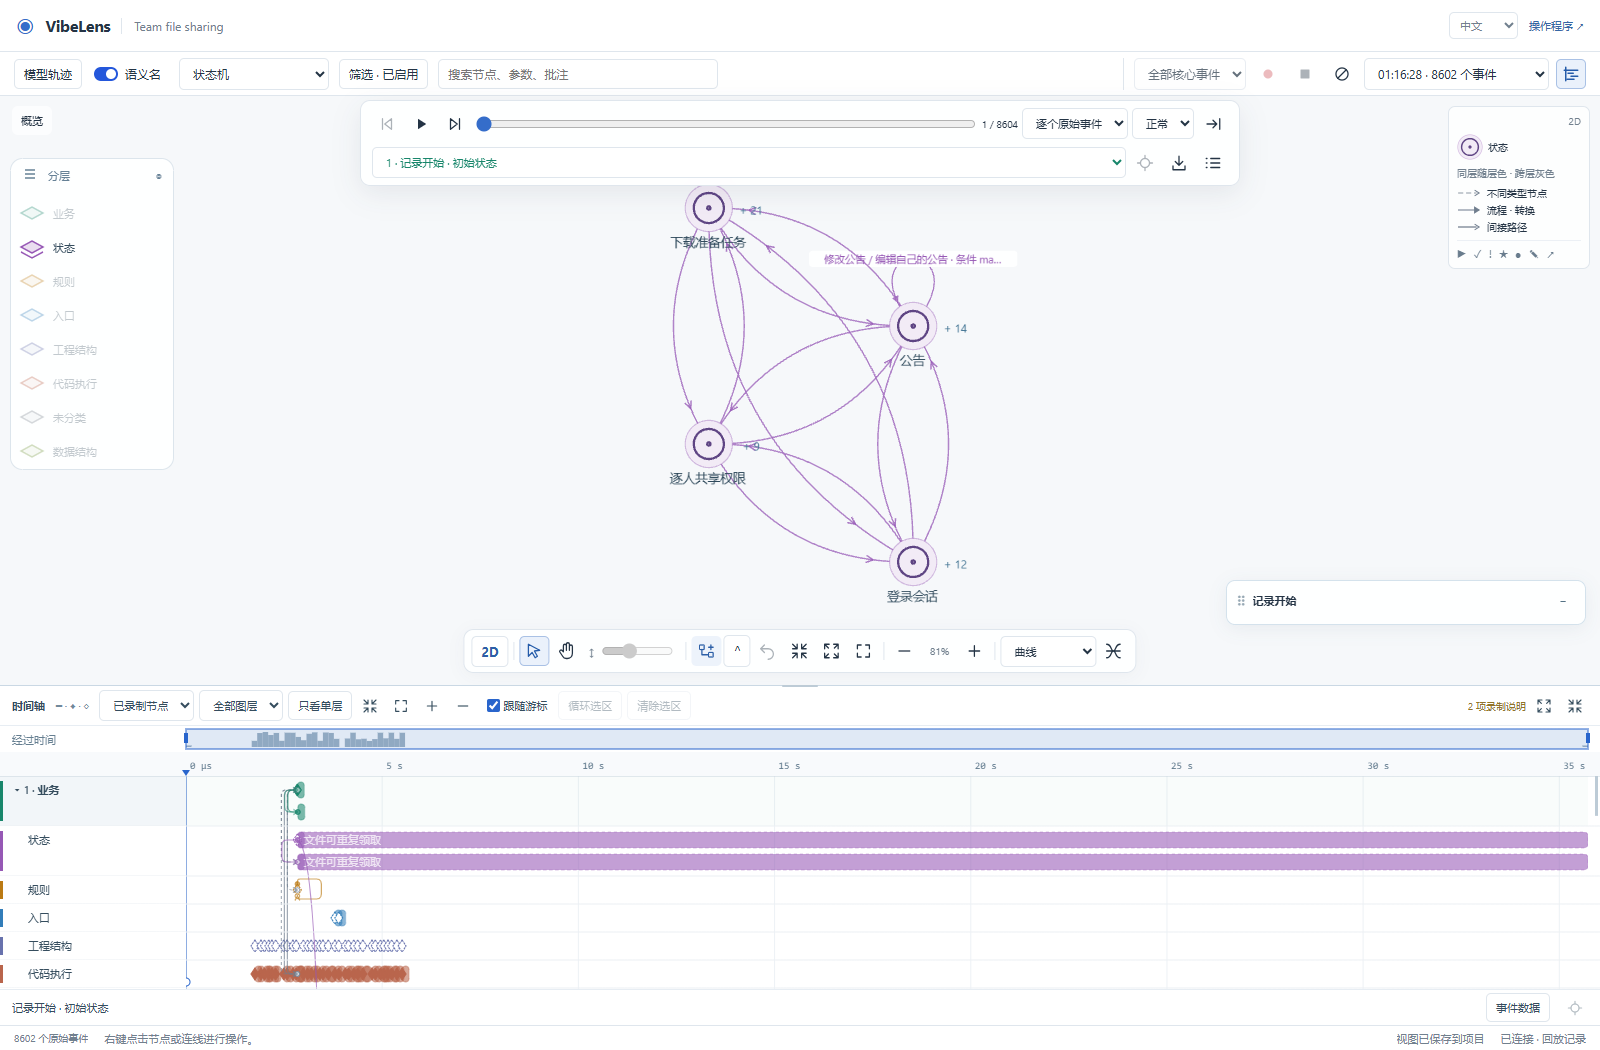 VibeLens
Team file sharing
中文
操作程序 ↗
模型轨迹
语义名
状态机
筛选 · 已启用
搜索节点、参数、批注
全部核心事件
01:16:28 · 8602 个事件
概览
1 / 8604
逐个原始事件
正常
1 · 记录开始 · 初始状态
2D
状态
同层随层色 · 跨层灰色
不同类型节点
流程 · 转换
间接路径
分层
业务
状态
规则
入口
工程结构
代码执行
未分类
数据结构
+ 21
下载准备任务
修改公告 / 编辑自己的公告 · 条件 ma...
+ 14
公告
+ 9
逐人共享权限
+ 12
登录会话
记录开始
2D
81%
曲线
时间轴
已录制节点
全部图层
只看单层
跟随游标
循环选区
清除选区
2 项录制说明
经过时间
0 μs
5 s
10 s
15 s
20 s
25 s
30 s
35 s
1 · 业务
状态
文件可重复领取
文件可重复领取
规则
入口
工程结构
代码执行
记录开始 · 初始状态
事件数据
8602 个原始事件
右键点击节点或连线进行操作。
视图已保存到项目
已连接 · 回放记录